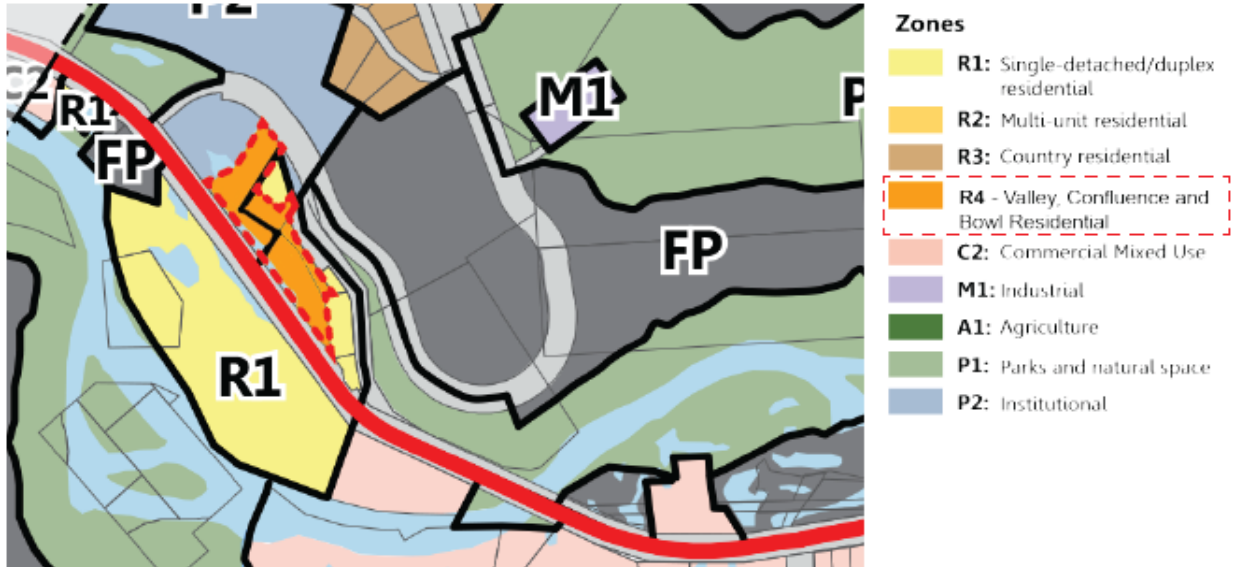 P2
Zones
C2
R1
FP
M1
P
FP
R1
R1: Single-detached/duplex
residential
R2: Multi-unit residential
R3: Country residential
R4 - Valley, Confluence and
Bowl Residential
C2: Commercial Mixed Use
M1: Industrial
A1: Agriculture
P1: Parks and natural space
P2: Institutional